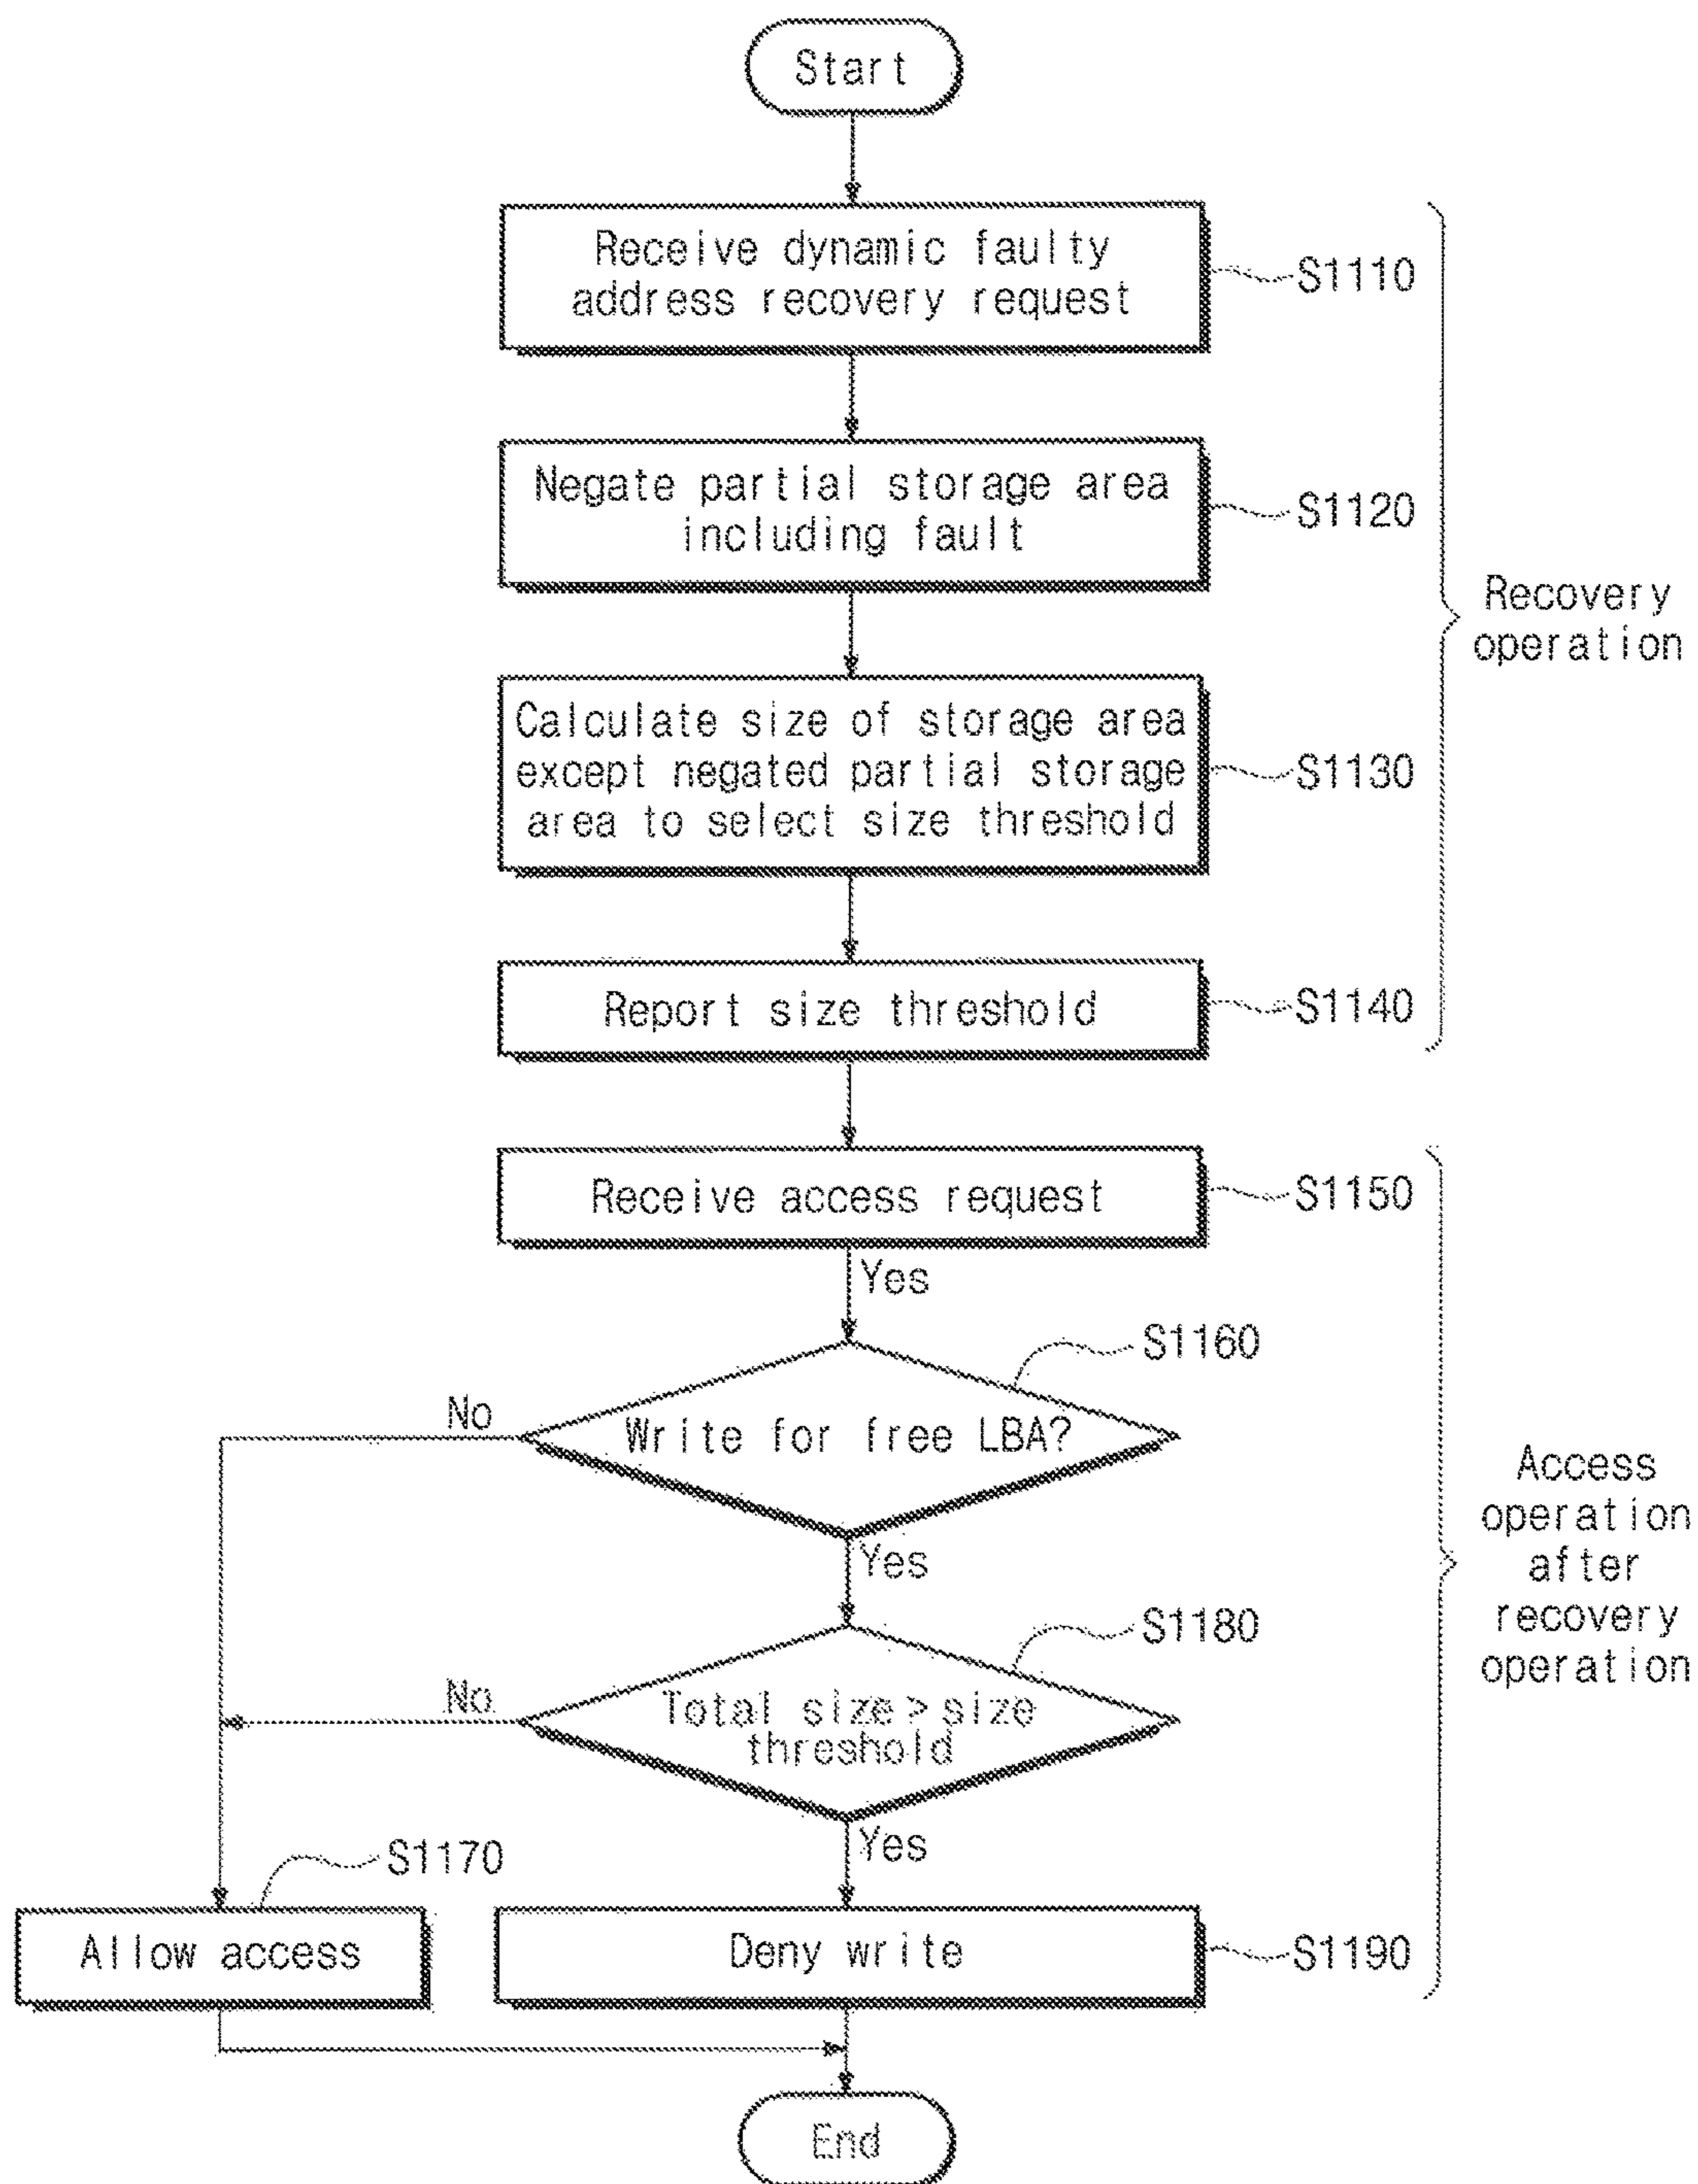 Start
Receive dynamic faulty
address recovery request
S1110
Negate partial storage area
including fault
S1120
Recovery
operation
Calculate size of storage area
except negated partial storage
area to select size threshold
S1130
Report size threshold
S1140
Receive access request
S1150
Yes
S1160
No
Write for free LBA?
Access
operation
after
recovery
operation
Yes
S1180
No
Total size > size
threshold
Yes
S1170
Allow access
Deny write
S1190
End